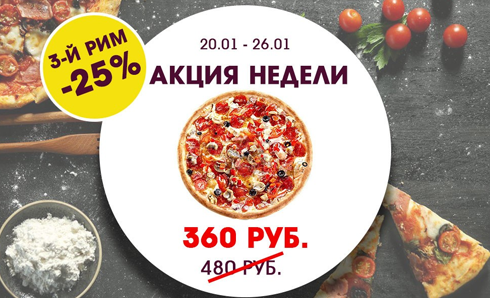 3-Й РИМ
-25%
20.01 - 26.01
АКЦИЯ НЕДЕЛИ
360 РУБ.
480 РУБ.